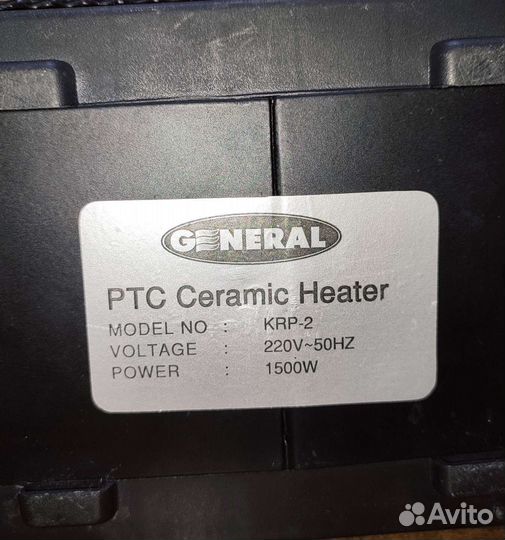 GENERAL
PTC Ceramic Heater
MODEL NO : KRP-2
VOLTAGE : 220V~50HZ
POWER : 1500W
Avito